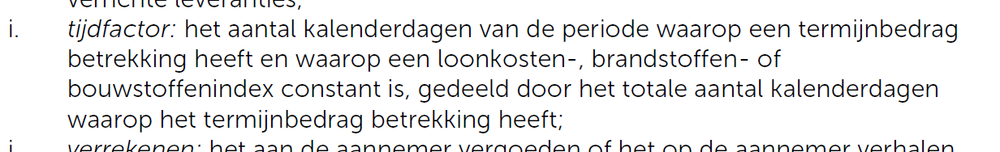 verrichte leveranties;
i. tijdfactor: het aantal kalenderdagen van de periode waarop een termijnbedrag
betrekking heeft en waarop een loonkosten-, brandstoffen- of
bouwstoffenindex constant is, gedeeld door het totale aantal kalenderdagen
waarop het termijnbedrag betrekking heeft;
j. verrekenen: het aan de aannemer vergoeden of het op de aannemer verhalen